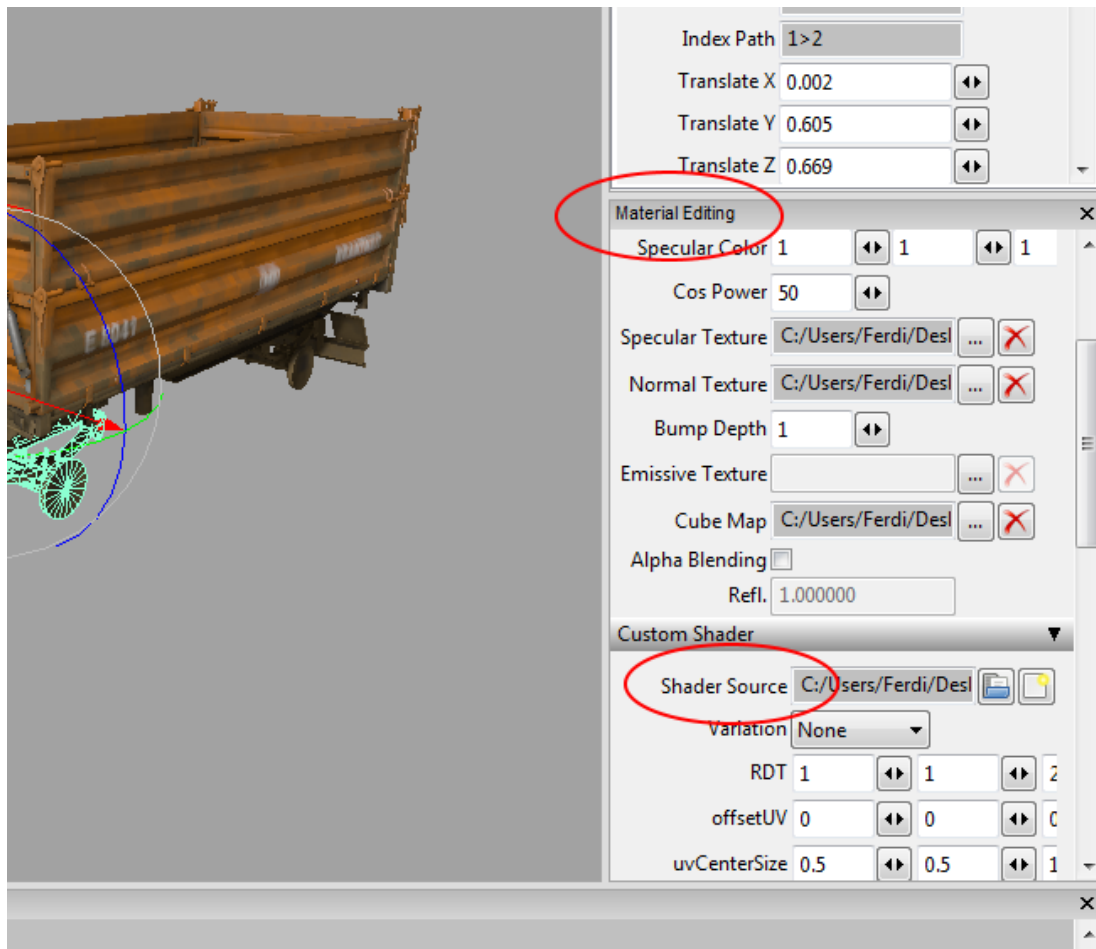 Index Path 1>2
Translate X 0.002
Translate Y 0.605
Translate Z 0.669
Material Editing
Specular Color 1 1 1
Cos Power 50
Specular Texture C:/Users/Ferdi/Desl ...
Normal Texture C:/Users/Ferdi/Desl ...
Bump Depth 1
Emissive Texture ...
Cube Map C:/Users/Ferdi/Desl ...
Alpha Blending
Refl. 1.000000
Custom Shader
Shader Source C:/Users/Ferdi/Desl
Variation None
RDT 1 1 2
offsetUV 0 0 0
uvCenterSize 0.5 0.5 1